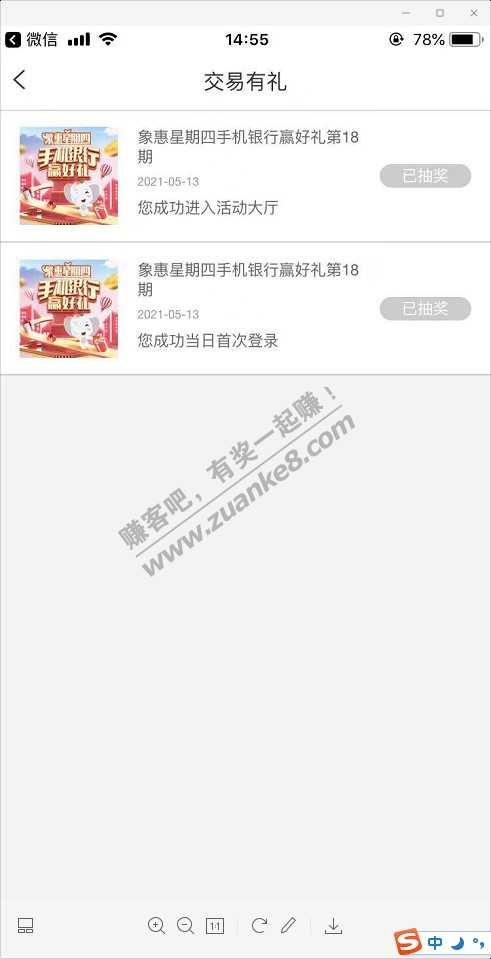 微信
14:55
78%
交易有礼
象惠星期四
手机银行
赢好礼
象惠星期四手机银行赢好礼第18
期
2021-05-13
您成功进入活动大厅
已抽奖
象惠星期四
手机银行
赢好礼
象惠星期四手机银行赢好礼第18
期
2021-05-13
您成功当日首次登录
已抽奖
赚客吧，有奖一起赚！
www.zuanke8.com
1:1
S 中